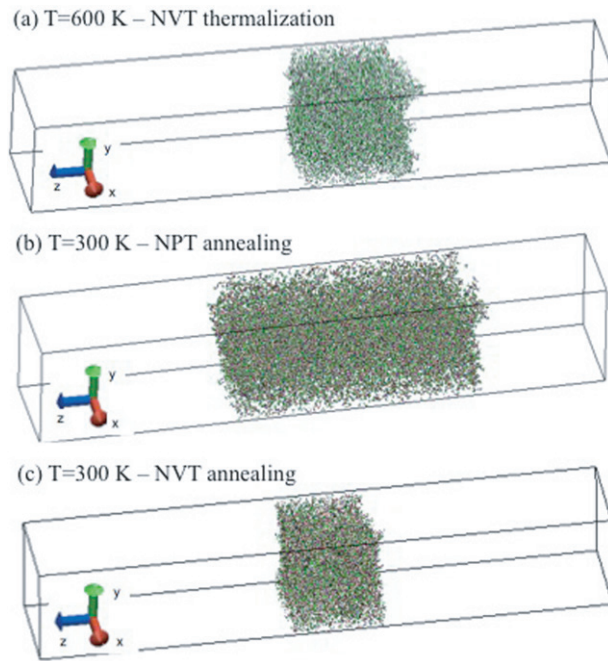 (a) T=600 K – NVT thermalization
y
z
x
(b) T=300 K – NPT annealing
y
z
x
(c) T=300 K – NVT annealing
y
z
x